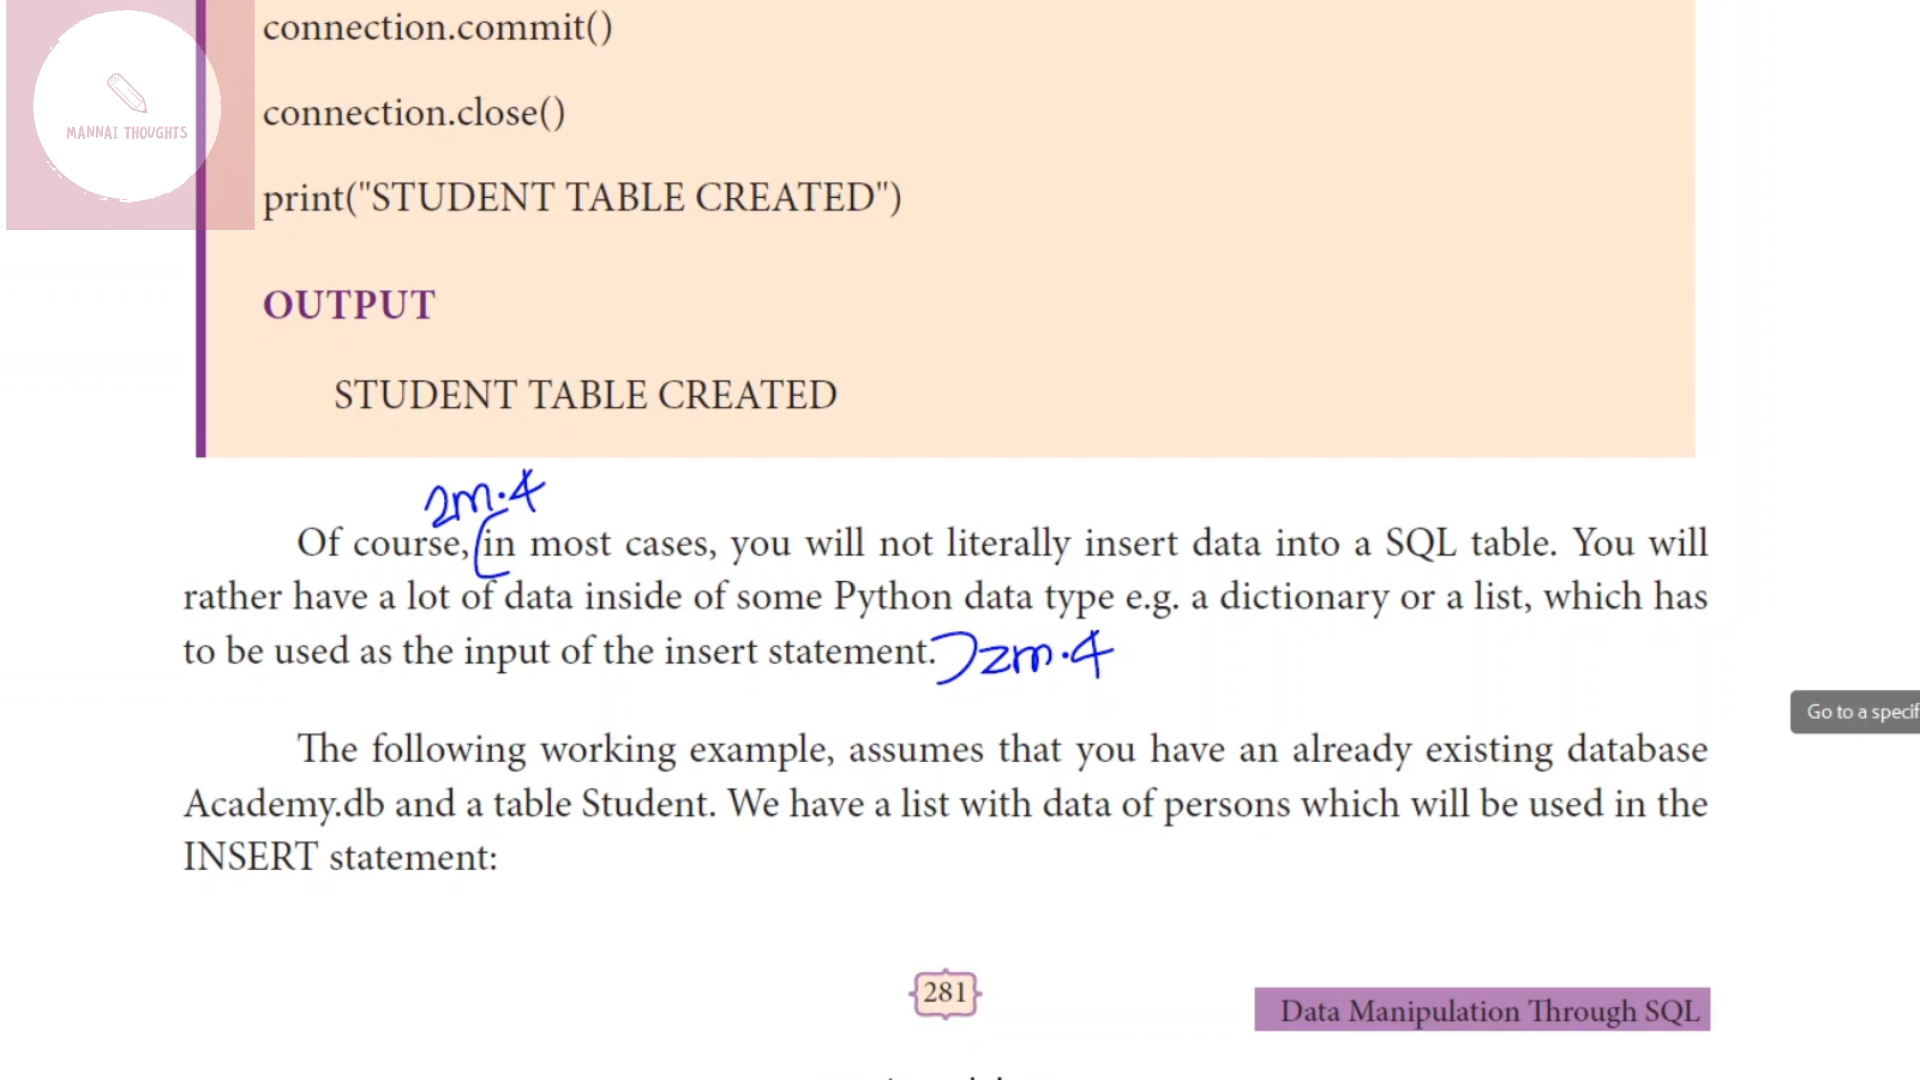 connection.commit()
MANNAI THOUGHTS
connection.close()
print("STUDENT TABLE CREATED")
OUTPUT
STUDENT TABLE CREATED
2m.4
Of course, in most cases, you will not literally insert data into a SQL table. You will
rather have a lot of data inside of some Python data type e.g. a dictionary or a list, which has
to be used as the input of the insert statement. 2m.4
Go to a specif
The following working example, assumes that you have an already existing database
Academy.db and a table Student. We have a list with data of persons which will be used in the
INSERT statement:
281
Data Manipulation Through SQL